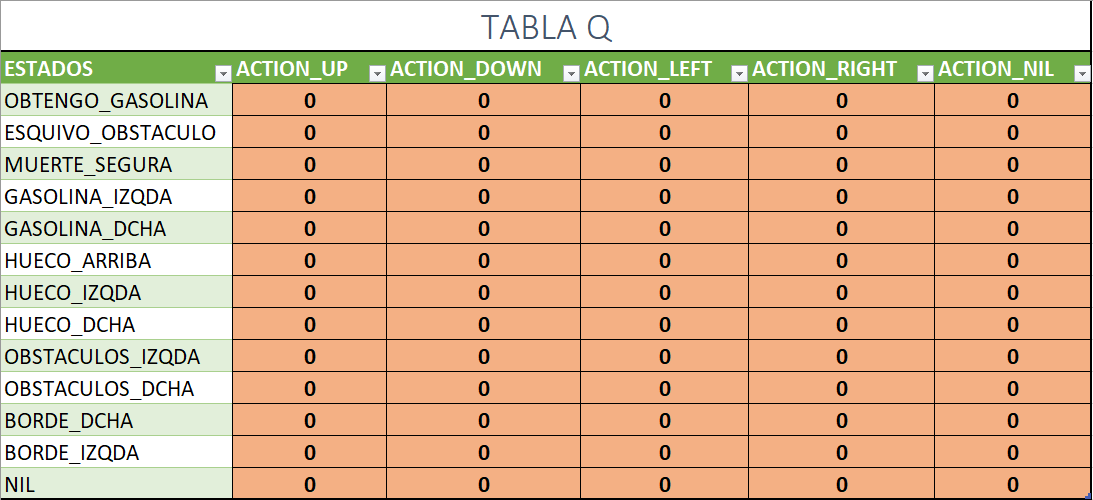 TABLA Q
ESTADOS ACTION_UP ACTION_DOWN ACTION_LEFT ACTION_RIGHT ACTION_NIL
OBTENGO_GASOLINA 0 0 0 0 0
ESQUIVO_OBSTACULO 0 0 0 0 0
MUERTE_SEGURA 0 0 0 0 0
GASOLINA_IZQDA 0 0 0 0 0
GASOLINA_DCHA 0 0 0 0 0
HUECO_ARRIBA 0 0 0 0 0
HUECO_IZQDA 0 0 0 0 0
HUECO_DCHA 0 0 0 0 0
OBSTACULOS_IZQDA 0 0 0 0 0
OBSTACULOS_DCHA 0 0 0 0 0
BORDE_DCHA 0 0 0 0 0
BORDE_IZQDA 0 0 0 0 0
NIL 0 0 0 0 0